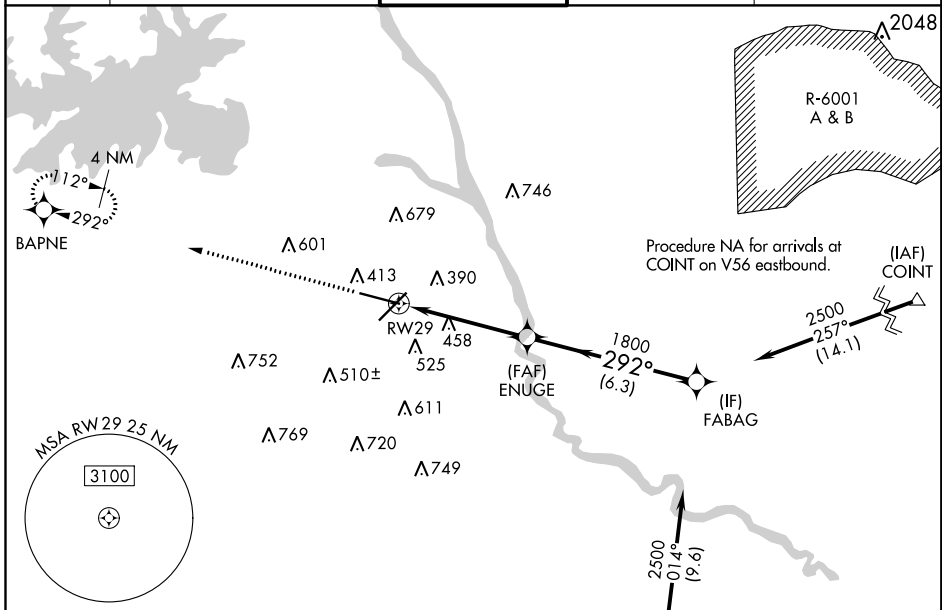 2048
R-6001
A & B
4 NM
112°
292°
BAPNE
746
679
601
413
390
Procedure NA for arrivals at
COINT on V56 eastbound.
(IAF)
COINT
2500
257°
(14.1)
RW29
458
525
1800
292°
(6.3)
(FAF)
ENUGE
(IF)
FABAG
752
510±
611
769
720
749
MSA RW29 25 NM
3100
2500
014°
(9.6)